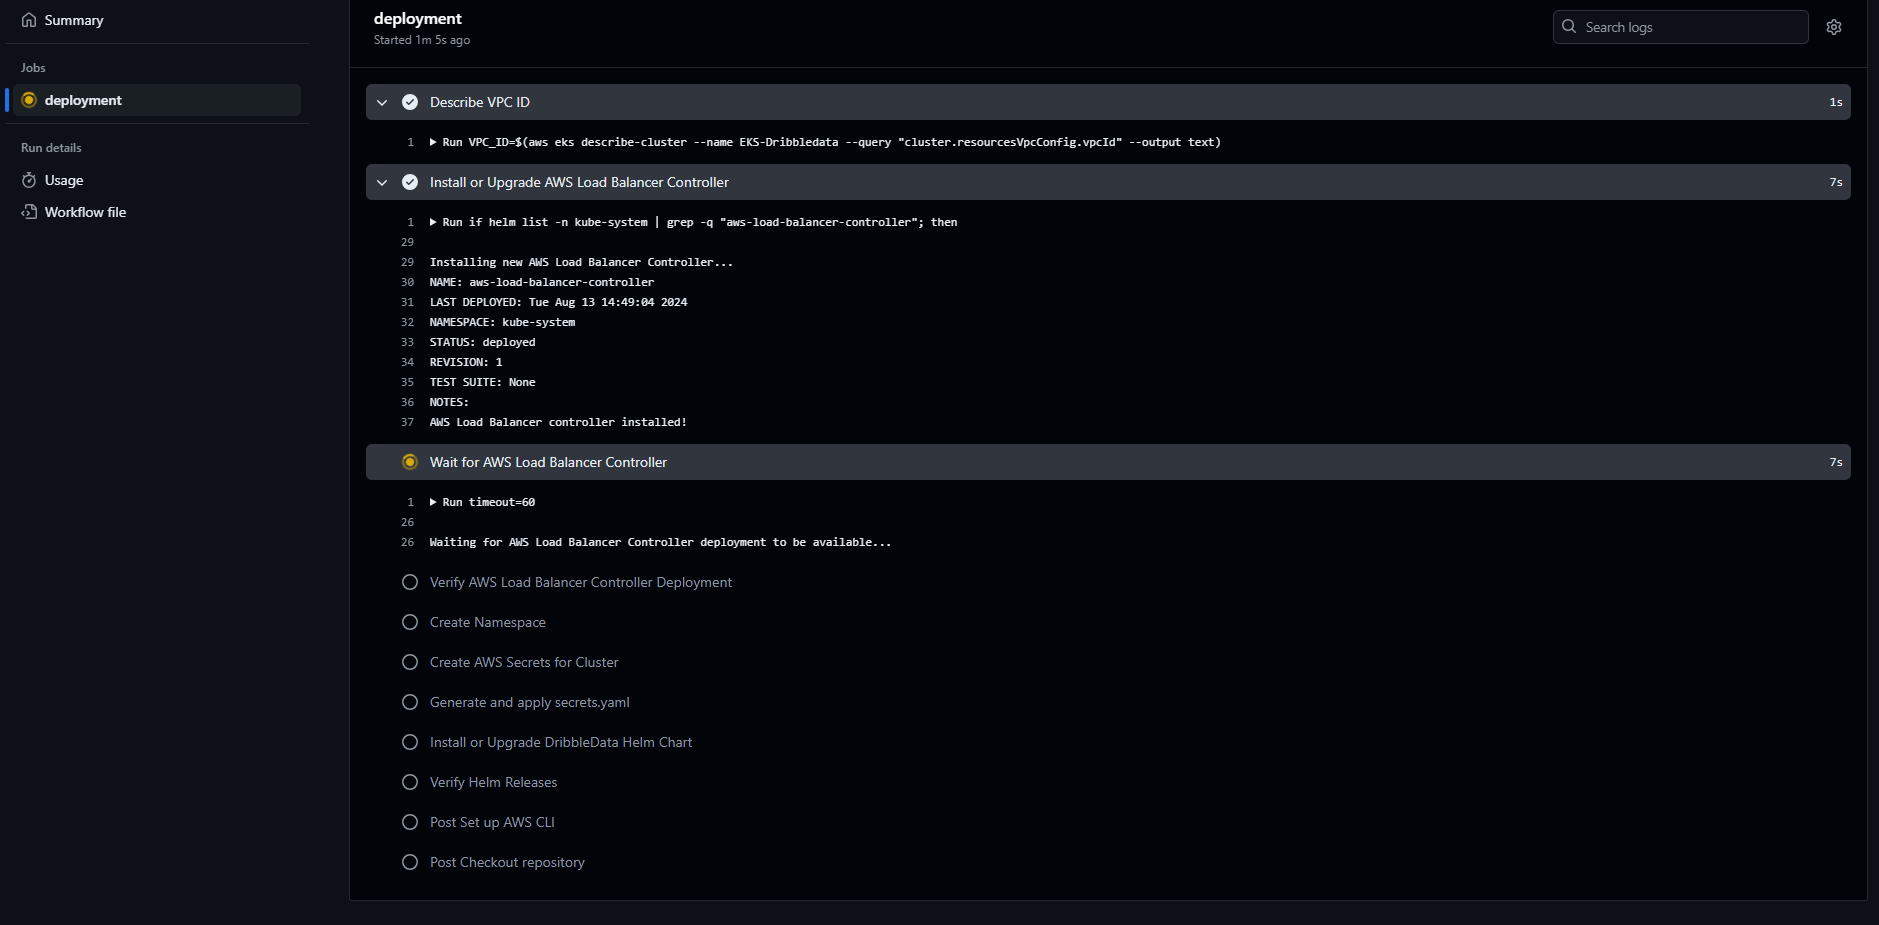 Summary
Jobs
deployment
Run details
Usage
Workflow file
deployment
Started 1m 5s ago
Search logs
Describe VPC ID 1s
1 Run VPC_ID=$(aws eks describe-cluster --name EKS-Dribbledata --query "cluster.resourcesVpcConfig.vpcId" --output text)
Install or Upgrade AWS Load Balancer Controller 7s
1 Run if helm list -n kube-system | grep -q "aws-load-balancer-controller"; then
29
29 Installing new AWS Load Balancer Controller...
30 NAME: aws-load-balancer-controller
31 LAST DEPLOYED: Tue Aug 13 14:49:04 2024
32 NAMESPACE: kube-system
33 STATUS: deployed
34 REVISION: 1
35 TEST SUITE: None
36 NOTES:
37 AWS Load Balancer controller installed!
Wait for AWS Load Balancer Controller 7s
1 Run timeout=60
26
26 Waiting for AWS Load Balancer Controller deployment to be available...
Verify AWS Load Balancer Controller Deployment
Create Namespace
Create AWS Secrets for Cluster
Generate and apply secrets.yaml
Install or Upgrade DribbleData Helm Chart
Verify Helm Releases
Post Set up AWS CLI
Post Checkout repository